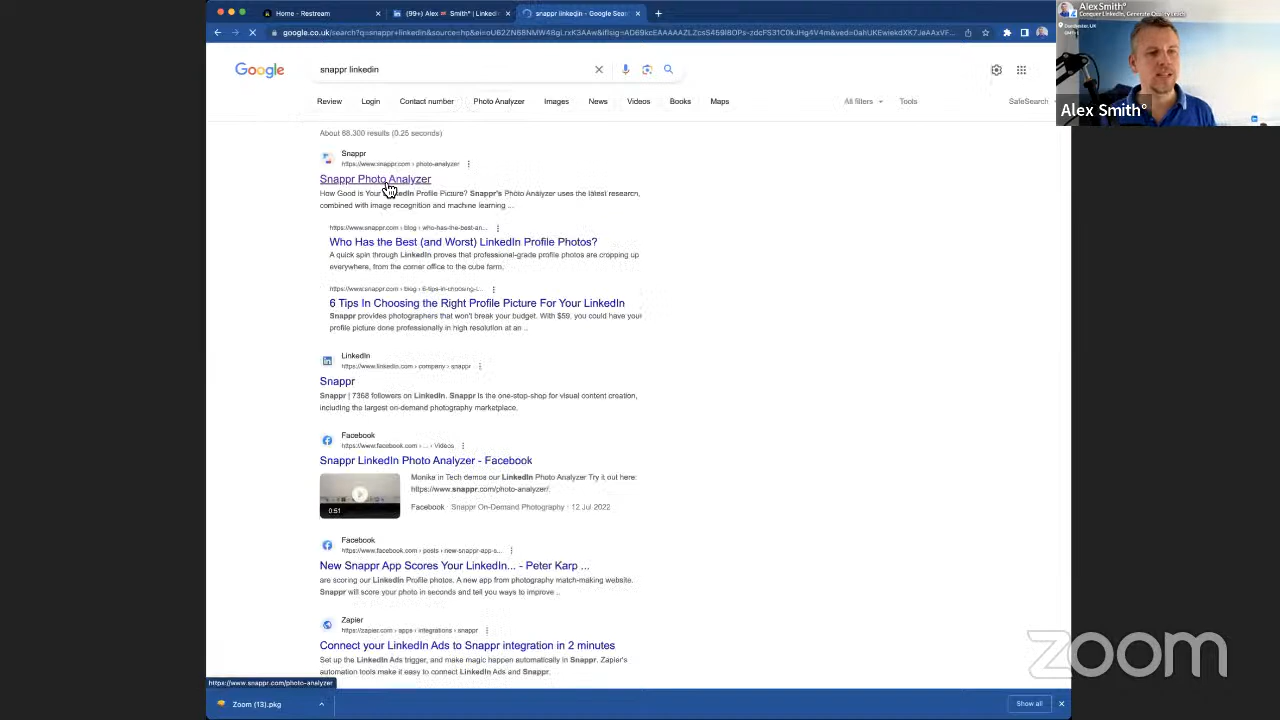 Home - Restream
(99+) Alex Smith° | LinkedIn
snappr linkedin - Google Sear
AlexSmith°
Conquer LinkedIn, Generate Quality Leads
Dorchester, UK
Alex Smith°
Google
snappr linkedin
Review
Login
Contact number
Photo Analyzer
Images
News
Videos
Books
Maps
All filters
Tools
SafeSearch
About 68,300 results (0.25 seconds)
Snappr
https://www.snappr.com › photo-analyzer
Snappr Photo Analyzer
How Good is Your LinkedIn Profile Picture? Snappr's Photo Analyzer uses the latest research,
combined with image recognition and machine learning ...
https://www.snappr.com › blog › who-has-the-best-an...
Who Has the Best (and Worst) LinkedIn Profile Photos?
A quick spin through LinkedIn proves that professional-grade profile photos are cropping up
everywhere, from the corner office to the cube farm.
https://www.snappr.com › blog › 6-tips-in-choosing-t...
6 Tips In Choosing the Right Profile Picture For Your LinkedIn
Snappr provides photographers that won't break your budget. With $59, you could have your
profile picture done professionally in high resolution at an ...
LinkedIn
https://www.linkedin.com › company › snappr
Snappr
Snappr | 7368 followers on LinkedIn. Snappr is the one-stop-shop for visual content creation,
including the largest on-demand photography marketplace.
Facebook
https://www.facebook.com › ... › Videos
Snappr LinkedIn Photo Analyzer - Facebook
Monika in Tech demos our LinkedIn Photo Analyzer Try it out here:
https://www.snappr.com/photo-analyzer/.
Facebook · Snappr On-Demand Photography · 12 Jul 2022
0:51
Facebook
https://www.facebook.com › posts › new-snappr-app-s...
New Snappr App Scores Your LinkedIn... - Peter Karp ...
are scoring our LinkedIn Profile photos. A new app from photography match-making website.
Snappr will score your photo in seconds and tell you ways to improve ..
Zapier
https://zapier.com › apps › integrations › snappr
Connect your LinkedIn Ads to Snappr integration in 2 minutes
Set up the LinkedIn Ads trigger, and make magic happen automatically in Snappr. Zapier's
automation tools make it easy to connect LinkedIn Ads and Snappr.
https://www.snappr.com/photo-analyzer
Zoom (13).pkg
Show all
zoom